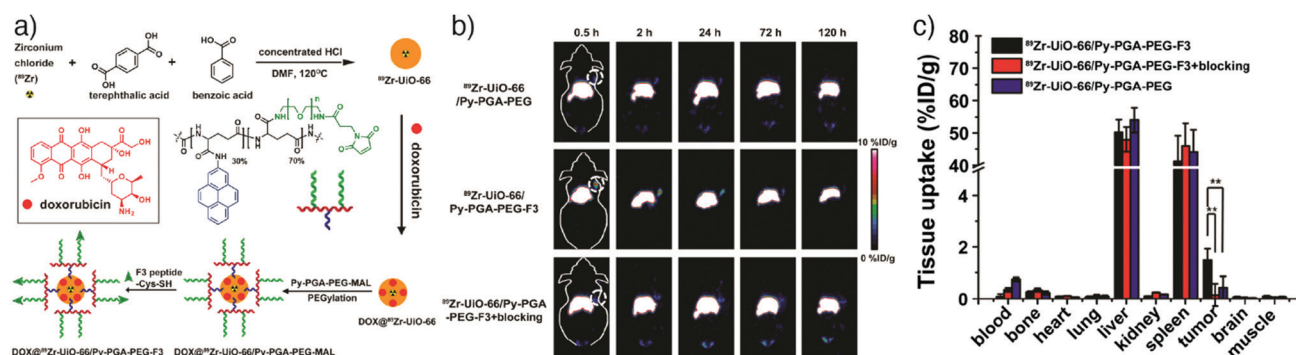 a)
Zirconium
chloride
(⁸⁹Zr)
+
terephthalic acid
+
benzoic acid
concentrated HCl
DMF, 120°C
⁸⁹Zr-UiO-66
doxorubicin
30%
70%
doxorubicin
F3 peptide
-Cys-SH
Py-PGA-PEG-MAL
PEGylation
DOX@⁸⁹Zr-UiO-66
DOX@⁸⁹Zr-UiO-66/Py-PGA-PEG-F3
DOX@⁸⁹Zr-UiO-66/Py-PGA-PEG-MAL
b)
0.5 h 2 h 24 h 72 h 120 h
⁸⁹Zr-UiO-66
/Py-PGA-PEG
⁸⁹Zr-UiO-66/
Py-PGA-PEG-F3
⁸⁹Zr-UiO-66/Py-PGA
-PEG-F3+blocking
10 %ID/g
0 %ID/g
c)
Tissue uptake (%ID/g)
80
70
60
50
40
4
2
0
⁸⁹Zr-UiO-66/Py-PGA-PEG-F3
⁸⁹Zr-UiO-66/Py-PGA-PEG-F3+blocking
⁸⁹Zr-UiO-66/Py-PGA-PEG
**
**
blood
bone
heart
lung
liver
kidney
spleen
tumor
brain
muscle